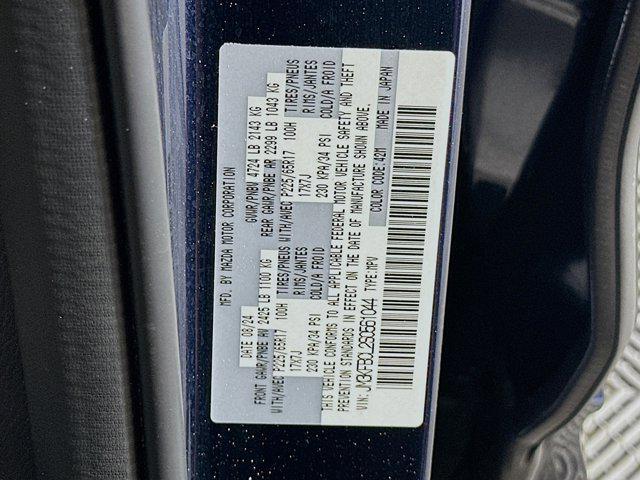 MFD. BY MAZDA MOTOR CORPORATION
DATE 08/24 GVWR/PNBV 4724 LB 2143 KG
FRONT GAWR/PNBE AV 2425 LB 1100 KG REAR GAWR/PNBE AR 2299 LB 1043 KG
WITH/AVEC P225/65R17 100H TIRES/PNEUS WITH/AVEC P225/65R17 100H TIRES/PNEUS
17X7J RIMS/JANTES 17X7J RIMS/JANTES
230 KPA/34 PSI COLD/A FROID 230 KPA/34 PSI COLD/A FROID
THIS VEHICLE CONFORMS TO ALL APPLICABLE FEDERAL MOTOR VEHICLE SAFETY AND THEFT
PREVENTION STANDARDS IN EFFECT ON THE DATE OF MANUFACTURE SHOWN ABOVE.
VIN: JM3KFBCL2S0561044 TYPE:MPV COLOR CODE:42M MADE IN JAPAN